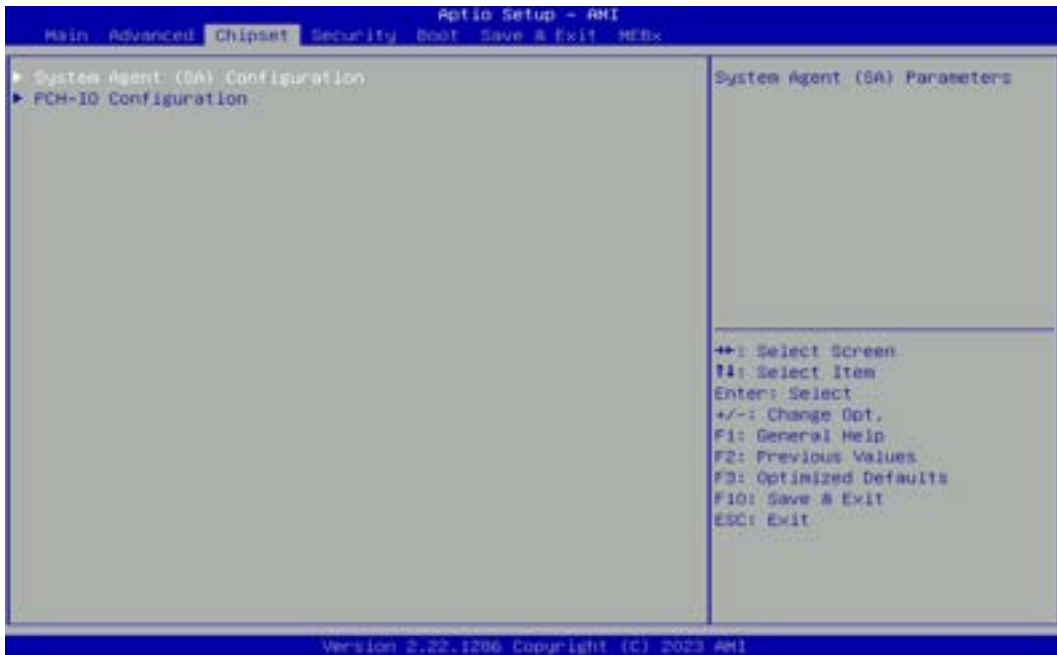 Aptio Setup - AMI
Main Advanced Chipset Security Boot Save & Exit MEBx
System Agent (SA) Configuration
PCH-IO Configuration
System Agent (SA) Parameters
→←: Select Screen
↑↓: Select Item
Enter: Select
+/-: Change Opt.
F1: General Help
F2: Previous Values
F3: Optimized Defaults
F10: Save & Exit
ESC: Exit
Version 2.22.1286 Copyright (C) 2023 AMI